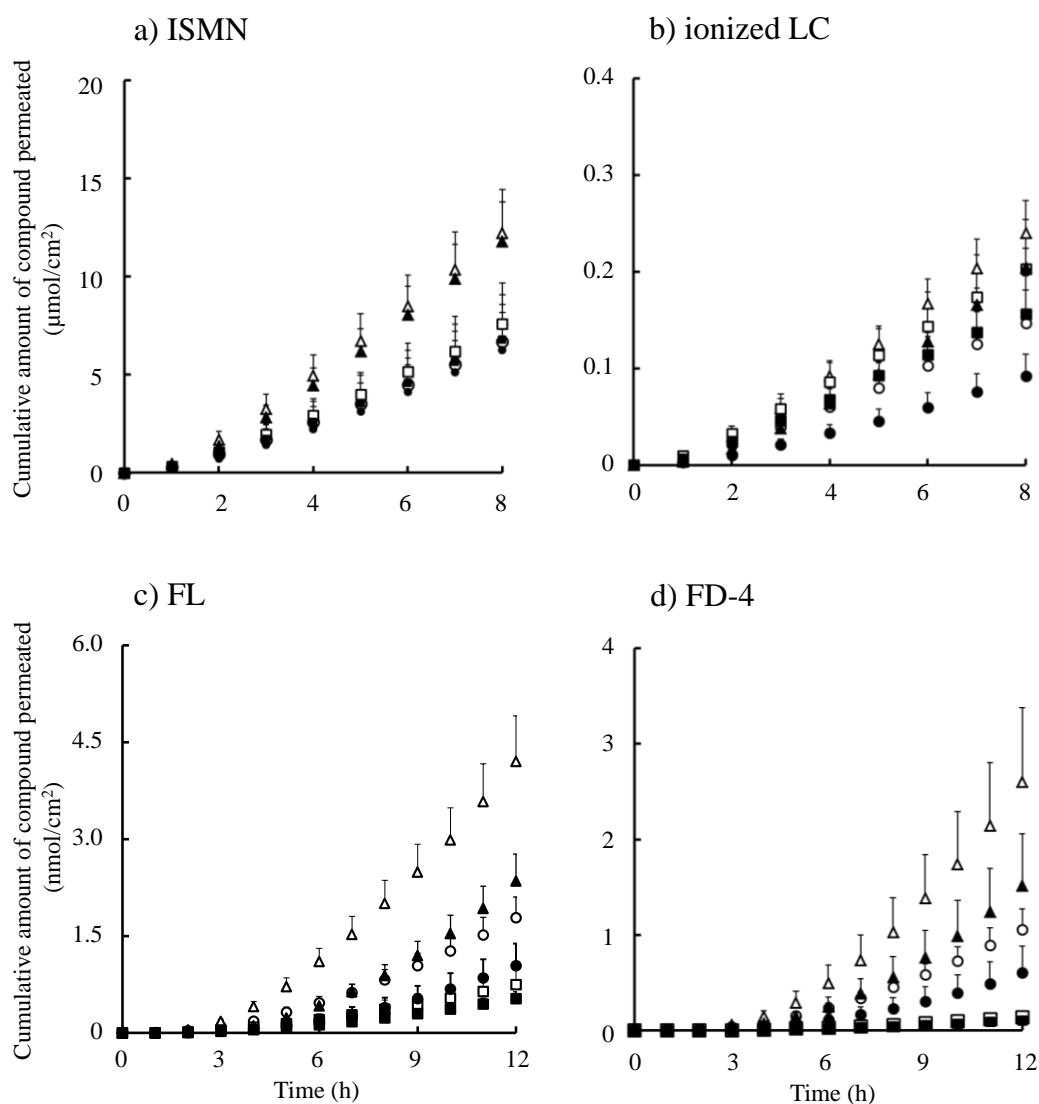 a) ISMN
b) ionized LC
Cumulative amount of compound permeated
(μmol/cm²)
20
15
10
5
0
0 2 4 6 8
0.4
0.3
0.2
0.1
0
0 2 4 6 8
c) FL
d) FD-4
Cumulative amount of compound permeated
(nmol/cm²)
6.0
4.5
3.0
1.5
0
0 3 6 9 12
Time (h)
4
3
2
1
0
0 3 6 9 12
Time (h)